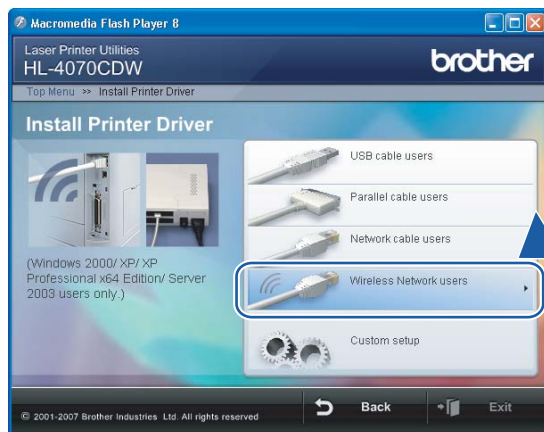 Macromedia Flash Player 8
Laser Printer Utilities
HL-4070CDW
brother
Top Menu >> Install Printer Driver
Install Printer Driver
USB cable users
Parallel cable users
Network cable users
(Windows 2000/ XP/ XP
Professional x64 Edition/ Server
2003 users only.)
Wireless Network users
Custom setup
© 2001-2007 Brother Industries Ltd. All rights reserved
Back
Exit